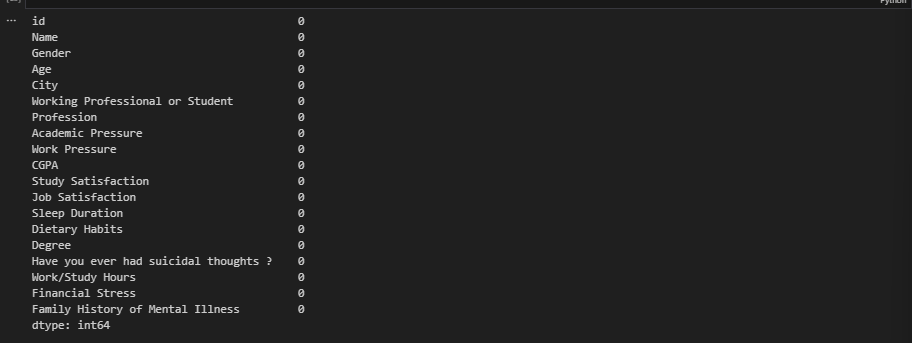 Python
... id 0
Name 0
Gender 0
Age 0
City 0
Working Professional or Student 0
Profession 0
Academic Pressure 0
Work Pressure 0
CGPA 0
Study Satisfaction 0
Job Satisfaction 0
Sleep Duration 0
Dietary Habits 0
Degree 0
Have you ever had suicidal thoughts ? 0
Work/Study Hours 0
Financial Stress 0
Family History of Mental Illness 0
dtype: int64